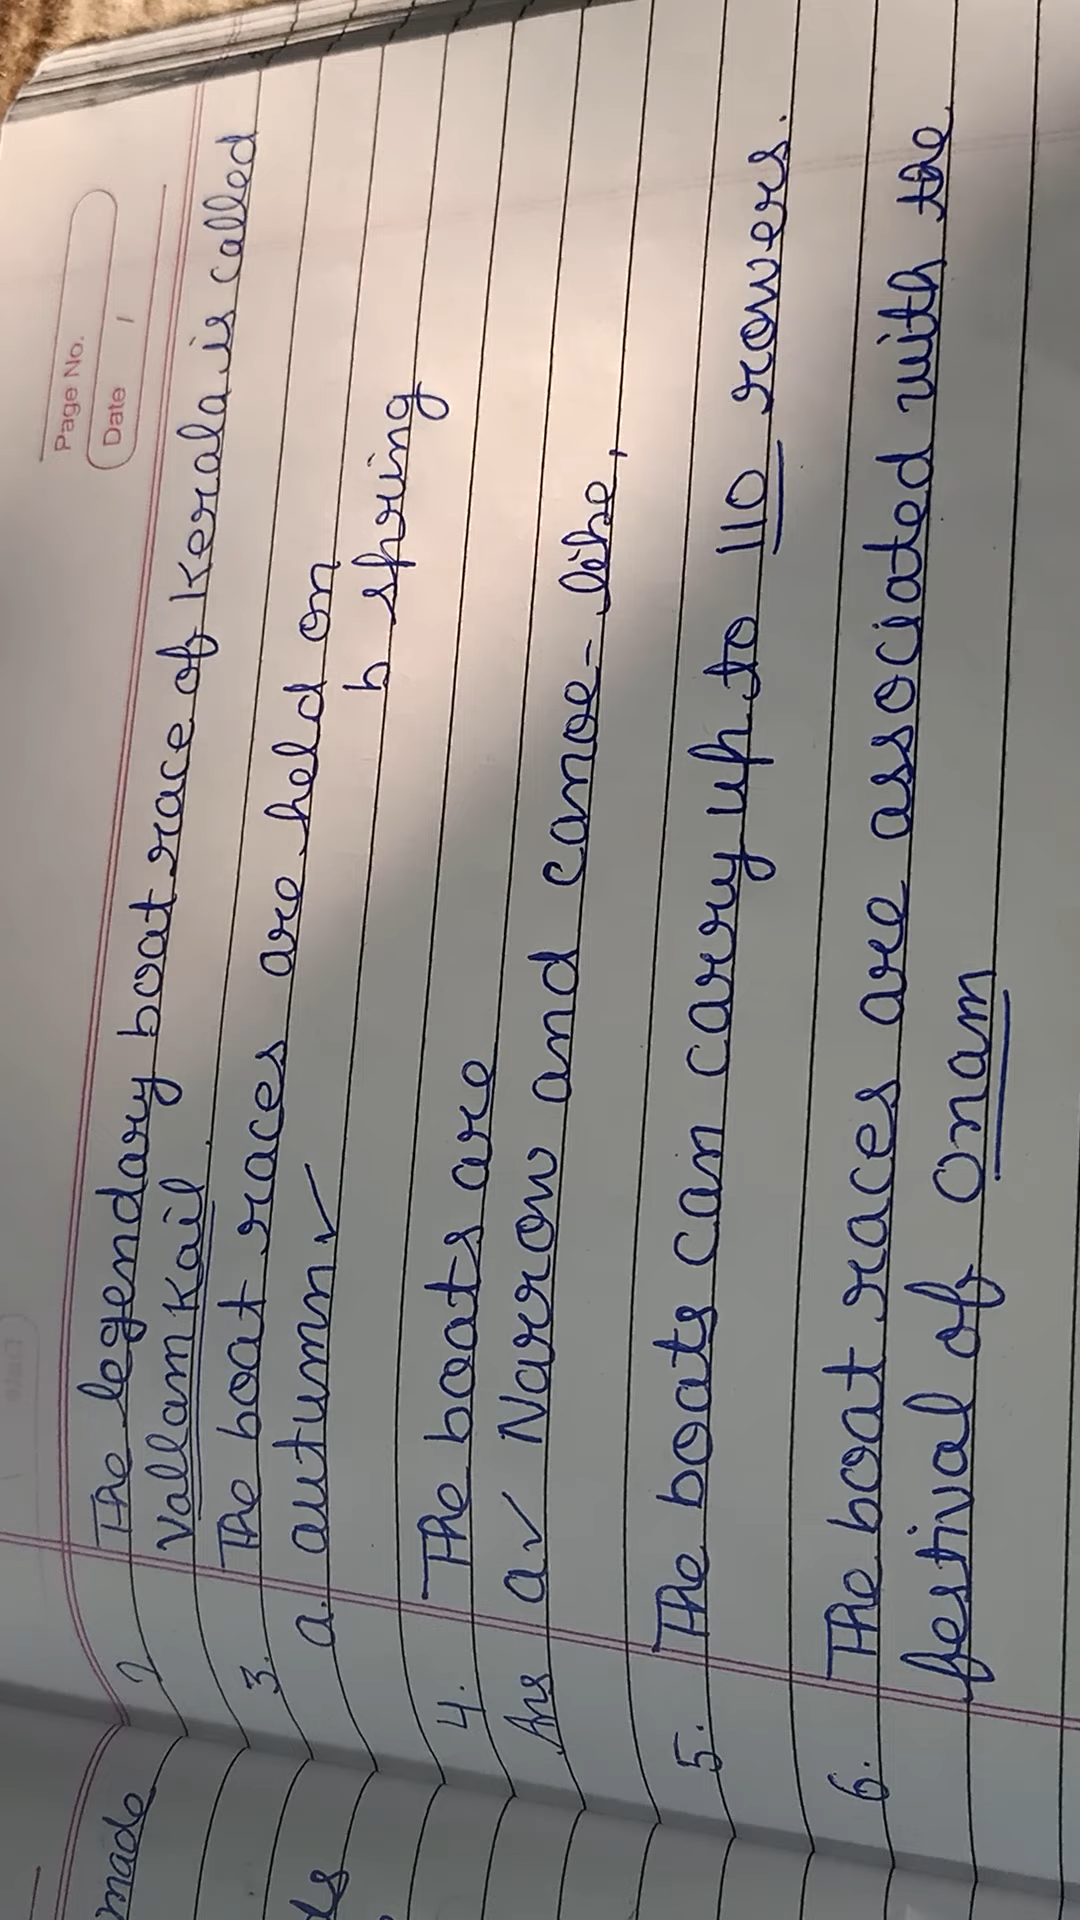 Page No.
Date /
2 The legendary boat race of Kerala is called
Vallam Kail.
3. The boat races are held on
a. autumn ✓ b spring
4. The boats are
Ans a ✓ Narrow and canoe-like,
5. The boats can carry up to 110 rowers.
6. The boat races are associated with the
festival of Onam
made
ds